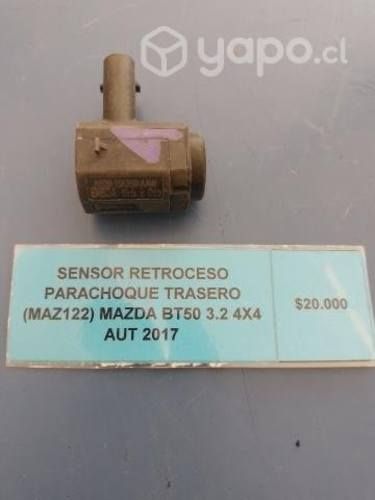 yapo.cl
SENSOR RETROCESO
PARACHOQUE TRASERO
(MAZ122) MAZDA BT50 3.2 4X4
AUT 2017
$20.000